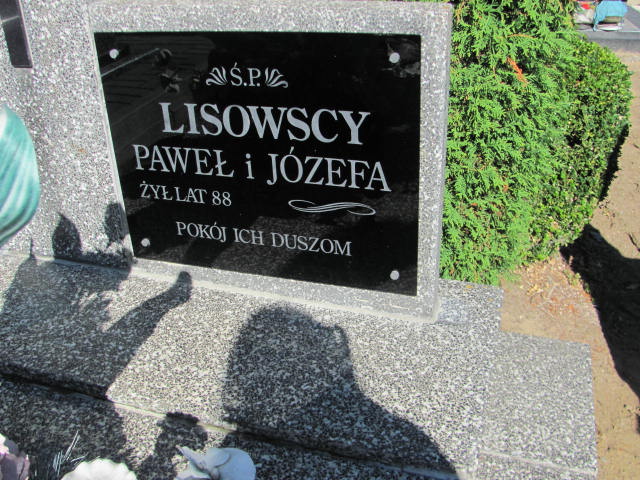 Ś.P.
LISOWSCY
PAWEŁ i JÓZEFA
ŻYŁ LAT 88
POKÓJ ICH DUSZOM